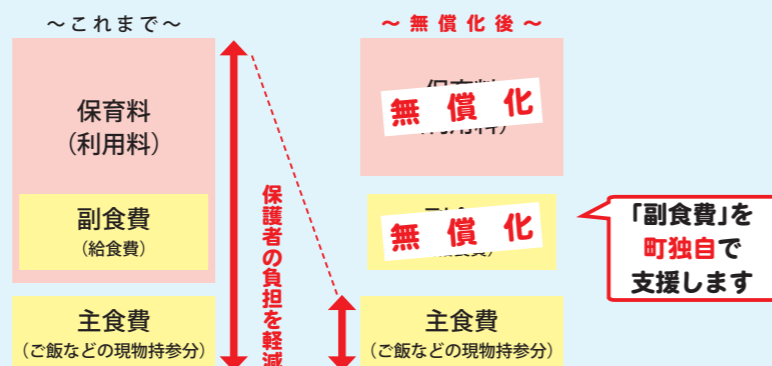 ～これまで～
保育料
（利用料）
副食費
（給食費）
主食費
（ご飯などの現物持参分）
保護者の負担を軽減
～無償化後～
無償化
無償化
主食費
（ご飯などの現物持参分）
「副食費」を
町独自で
支援します